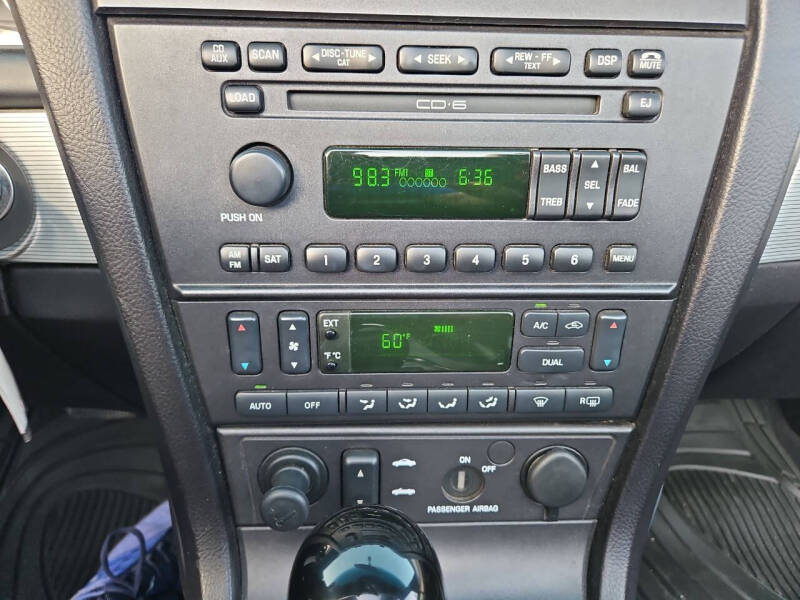 CD AUX SCAN DISC-TUNE CAT SEEK REW - FF TEXT DSP MUTE
LOAD CD·6 EJ
98.3 FM1 6:36
BASS TREB SEL BAL FADE
PUSH ON
AM FM SAT 1 2 3 4 5 6 MENU
EXT A/C
60°F
°F °C DUAL
AUTO OFF R
ON OFF
PASSENGER AIRBAG